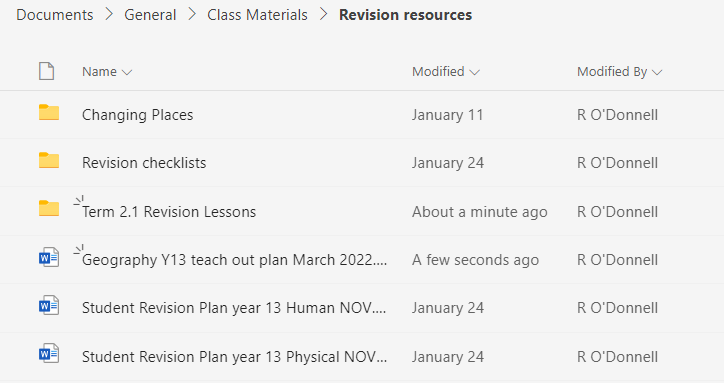 Documents > General > Class Materials > Revision resources
Name Modified Modified By
Changing Places January 11 R O'Donnell
Revision checklists January 24 R O'Donnell
Term 2.1 Revision Lessons About a minute ago R O'Donnell
Geography Y13 teach out plan March 2022.... A few seconds ago R O'Donnell
Student Revision Plan year 13 Human NOV.... January 24 R O'Donnell
Student Revision Plan year 13 Physical NOV... January 24 R O'Donnell